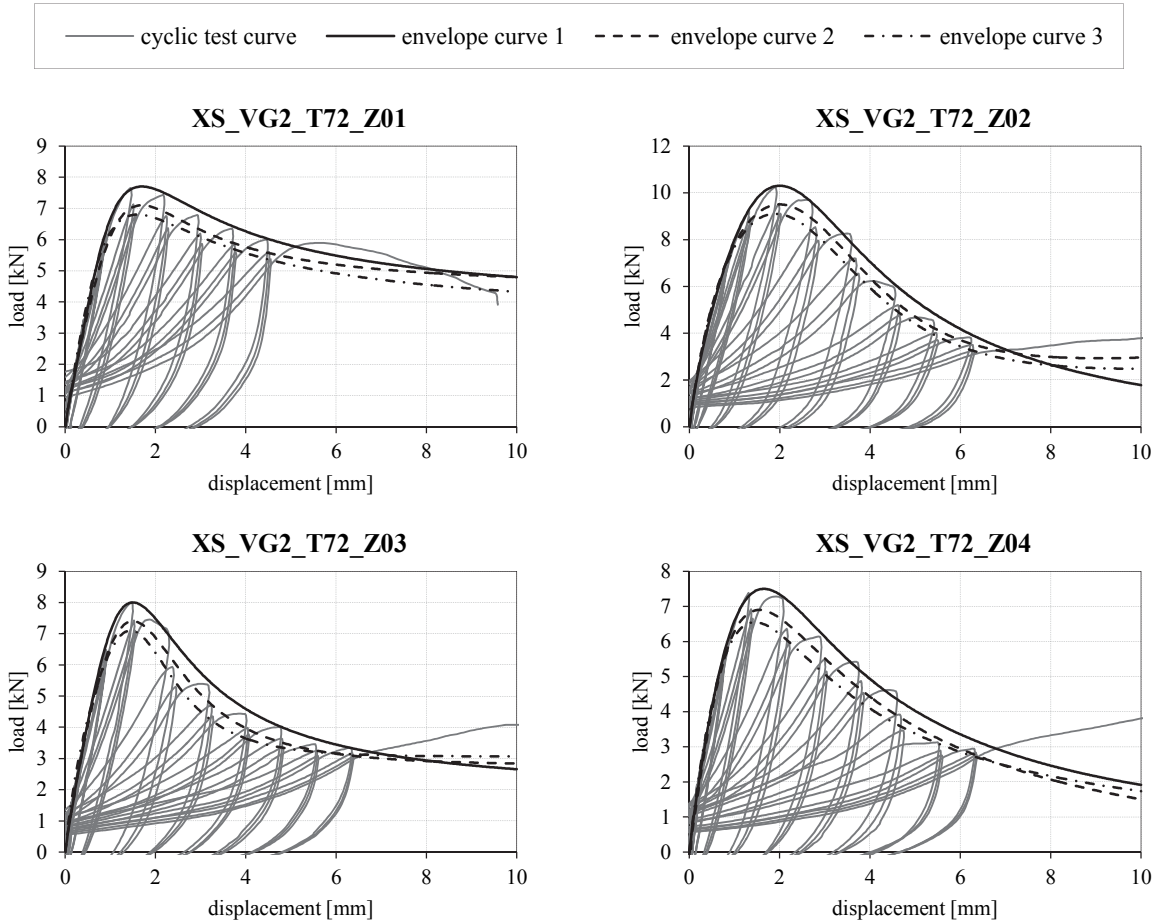 cyclic test curve envelope curve 1 envelope curve 2 envelope curve 3
XS_VG2_T72_Z01
9
8
7
6
5
4
3
2
1
0
load [kN]
0 2 4 6 8 10
displacement [mm]
XS_VG2_T72_Z02
12
10
8
6
4
2
0
load [kN]
0 2 4 6 8 10
displacement [mm]
XS_VG2_T72_Z03
9
8
7
6
5
4
3
2
1
0
load [kN]
0 2 4 6 8 10
displacement [mm]
XS_VG2_T72_Z04
8
7
6
5
4
3
2
1
0
load [kN]
0 2 4 6 8 10
displacement [mm]